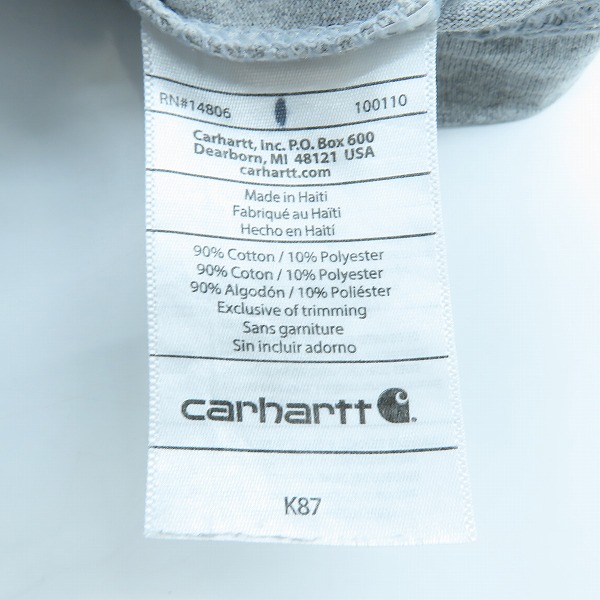 RN#14806 100110
Carhartt, Inc. P.O. Box 600
Dearborn, MI 48121 USA
carhartt.com
Made in Haiti
Fabriqué au Haïti
Hecho en Haití
90% Cotton / 10% Polyester
90% Coton / 10% Polyester
90% Algodón / 10% Poliéster
Exclusive of trimming
Sans garniture
Sin incluir adorno
carhartt
K87